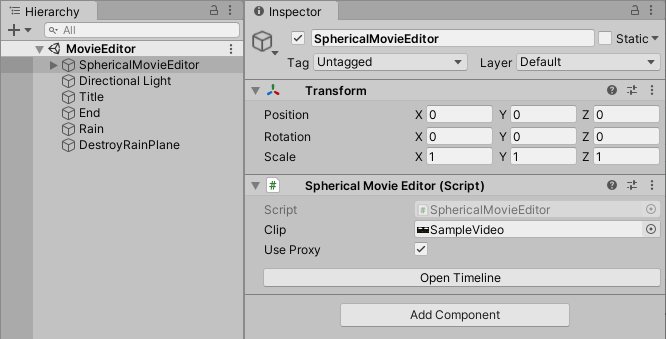 Hierarchy
All
MovieEditor
SphericalMovieEditor
Directional Light
Title
End
Rain
DestroyRainPlane
Inspector
SphericalMovieEditor Static
Tag Untagged Layer Default
Transform
Position X 0 Y 0 Z 0
Rotation X 0 Y 0 Z 0
Scale X 1 Y 1 Z 1
# Spherical Movie Editor (Script)
Script SphericalMovieEditor
Clip SampleVideo
Use Proxy
Open Timeline
Add Component